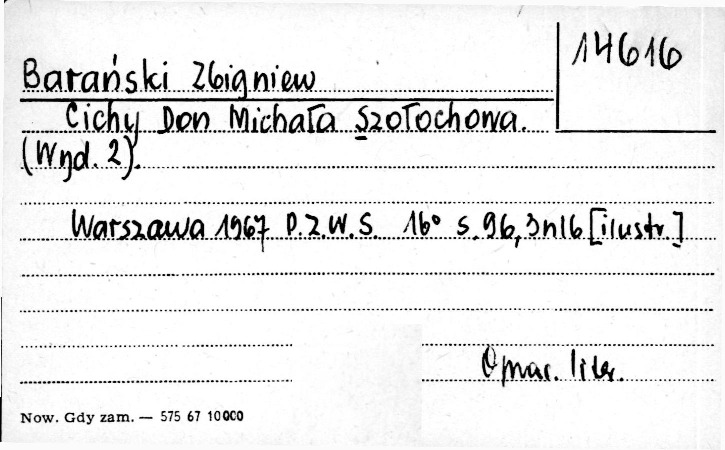 14616
Barański Zbigniew
Cichy Don Michała Szołochowa.
(Wyd. 2).
Warszawa 1967 P.Z.W.S. 16° s. 96, 3nlb [ilustr.]
Oprac. liter.
Now. Gdy zam. — 575 67 10000